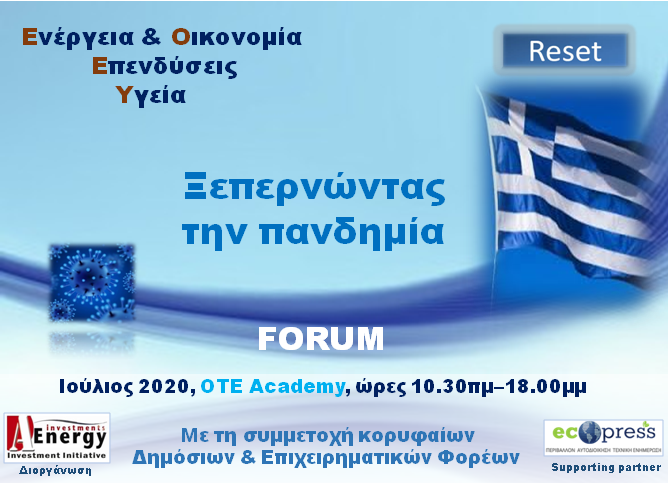 Ενέργεια & Οικονομία
Επενδύσεις
Υγεία
Reset
Ξεπερνώντας
την πανδημία
FORUM
Ιούλιος 2020, OTE Academy, ώρες 10.30πμ–18.00μμ
investments
AEnergy
Investment Initiative
Διοργάνωση
Με τη συμμετοχή κορυφαίων
Δημόσιων & Επιχειρηματικών Φορέων
ecopress
ΠΕΡΙΒΑΛΛΟΝ ΑΥΤΟΔΙΟΙΚΗΣΗ ΤΕΧΝΙΚΗ ΕΝΗΜΕΡΩΣΗ
Supporting partner